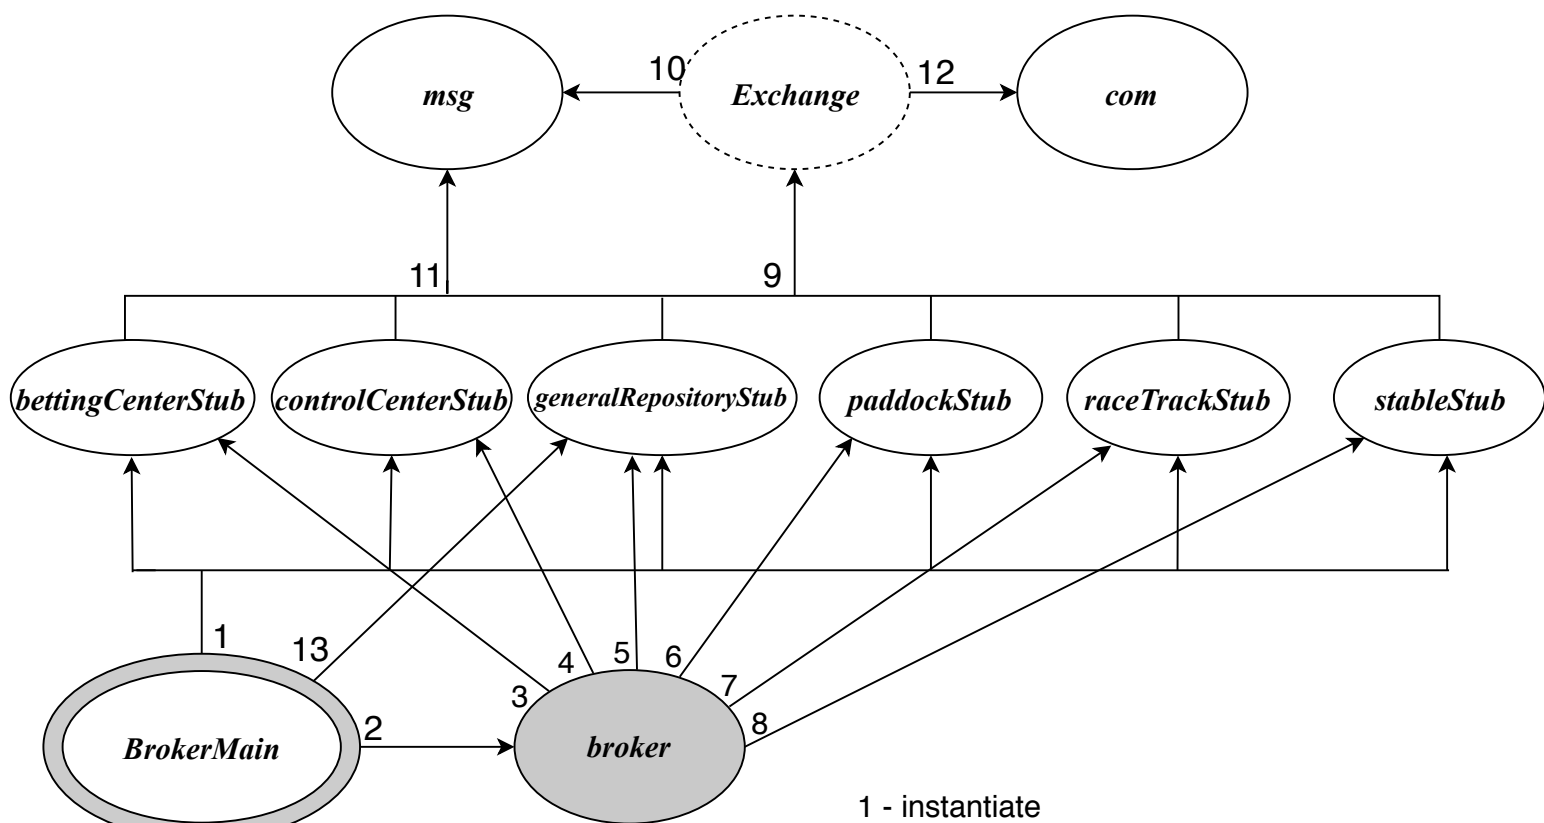 10
12
msg
Exchange
com
11
9
bettingCenterStub
controlCenterStub
generalRepositoryStub
paddockStub
raceTrackStub
stableStub
1
13
3
4
5
6
7
8
2
BrokerMain
broker
1 - instantiate